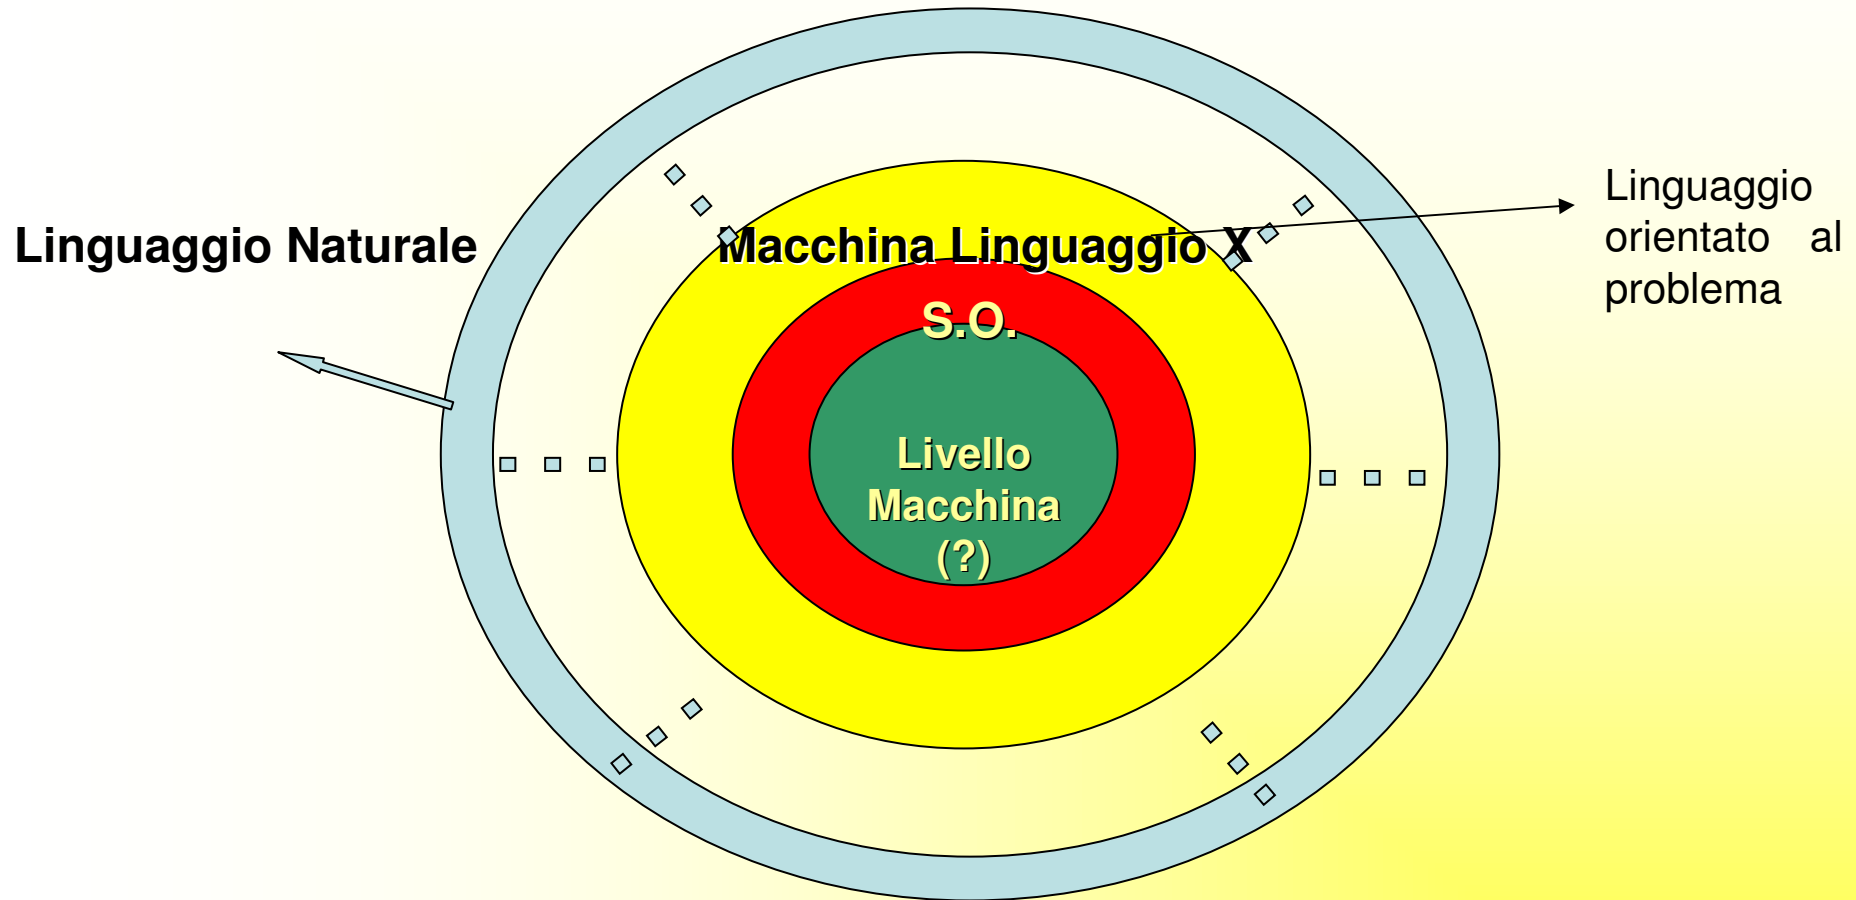 Linguaggio Naturale
Macchina Linguaggio X
S.O.
Livello
Macchina
(?)
Linguaggio
orientato al
problema